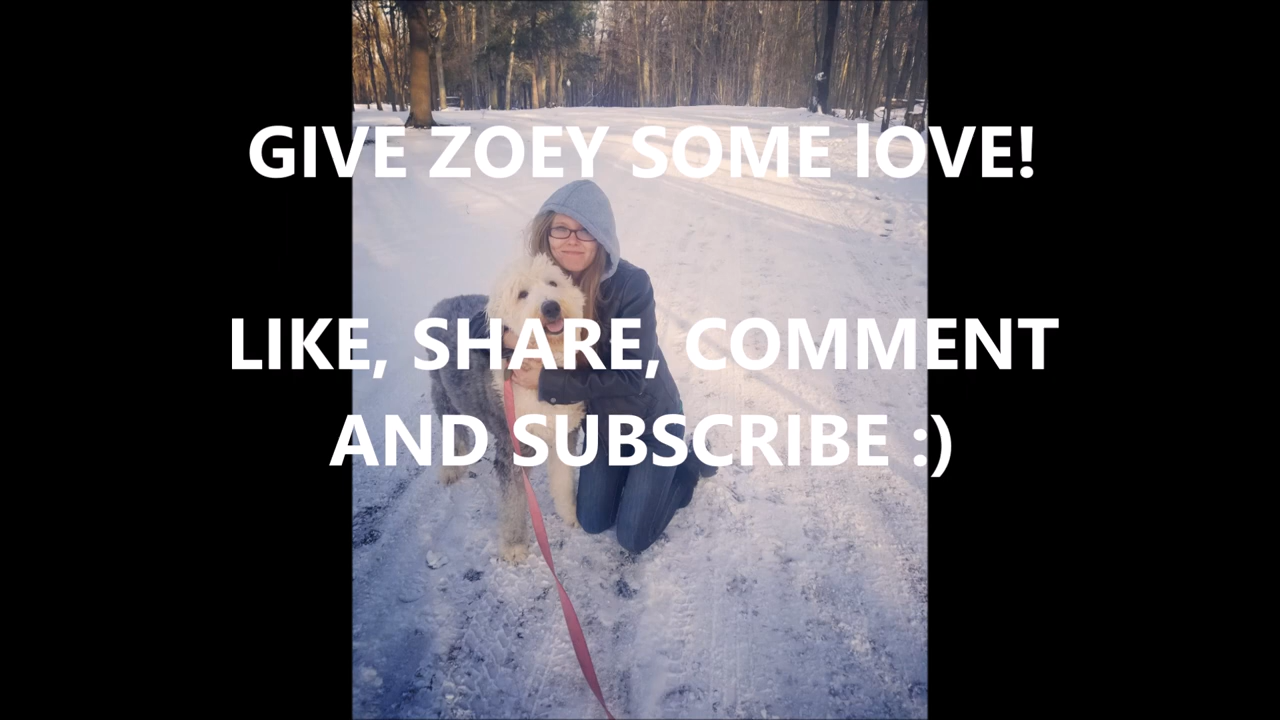 GIVE ZOEY SOME lOVE!
LIKE, SHARE, COMMENT
AND SUBSCRIBE :)